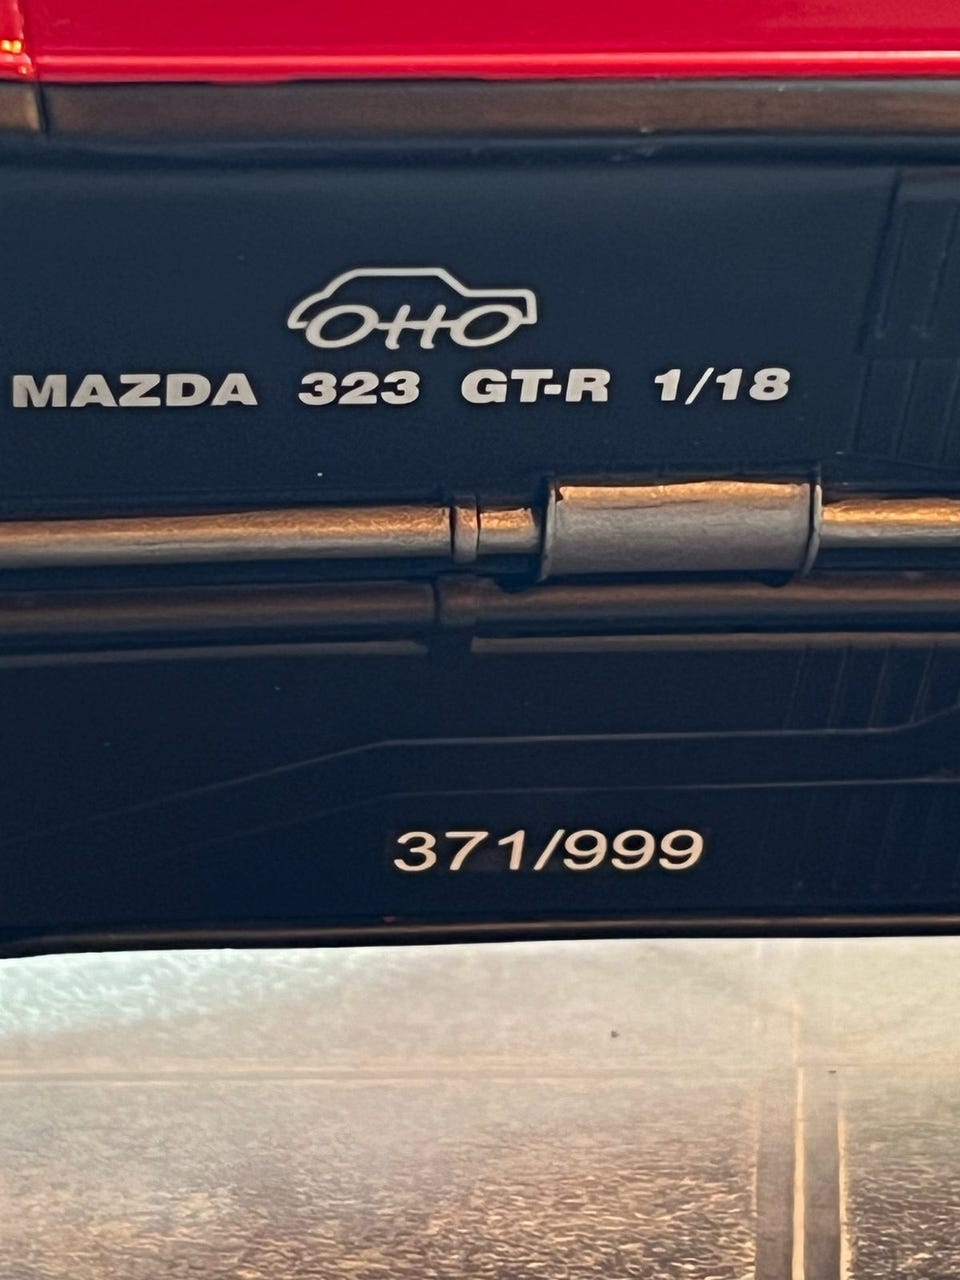 OTTO
MAZDA 323 GT-R 1/18
371/999